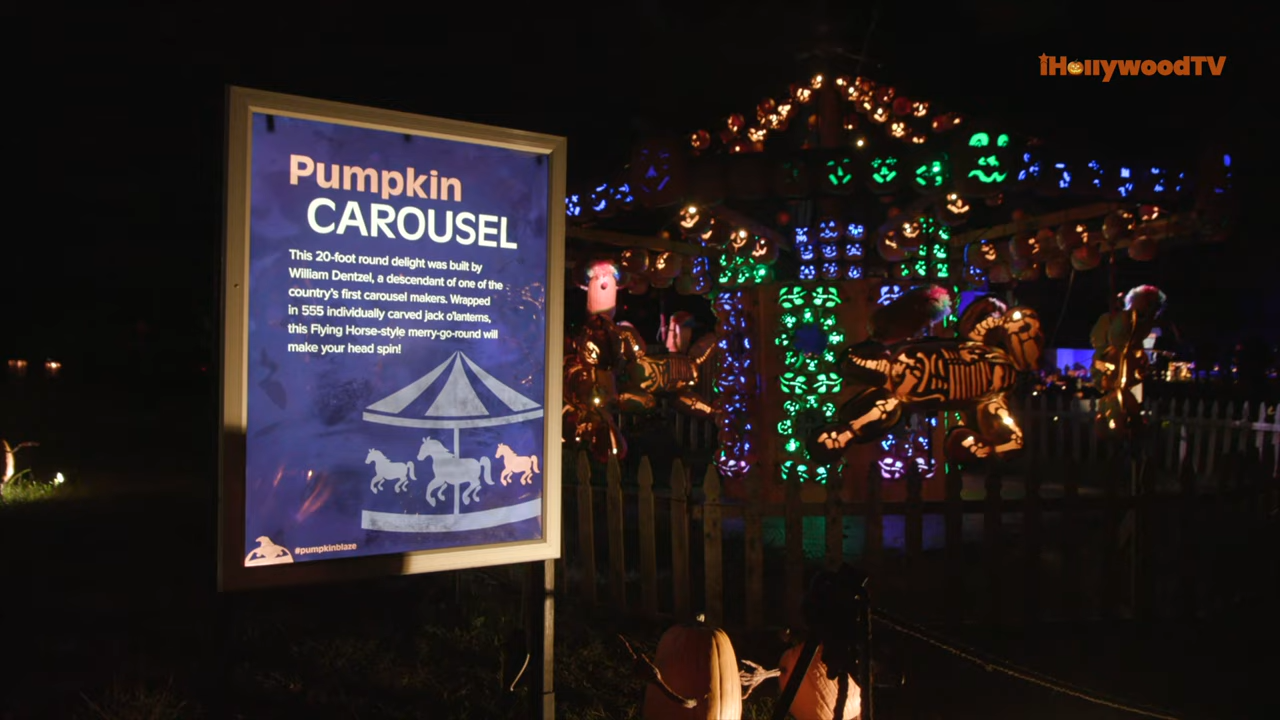 iHollywoodTV
Pumpkin
CAROUSEL
This 20-foot round delight was built by
William Dentzel, a descendant of one of the
country's first carousel makers. Wrapped
in 555 individually carved jack o'lanterns,
this Flying Horse-style merry-go-round will
make your head spin!
#pumpkinblaze